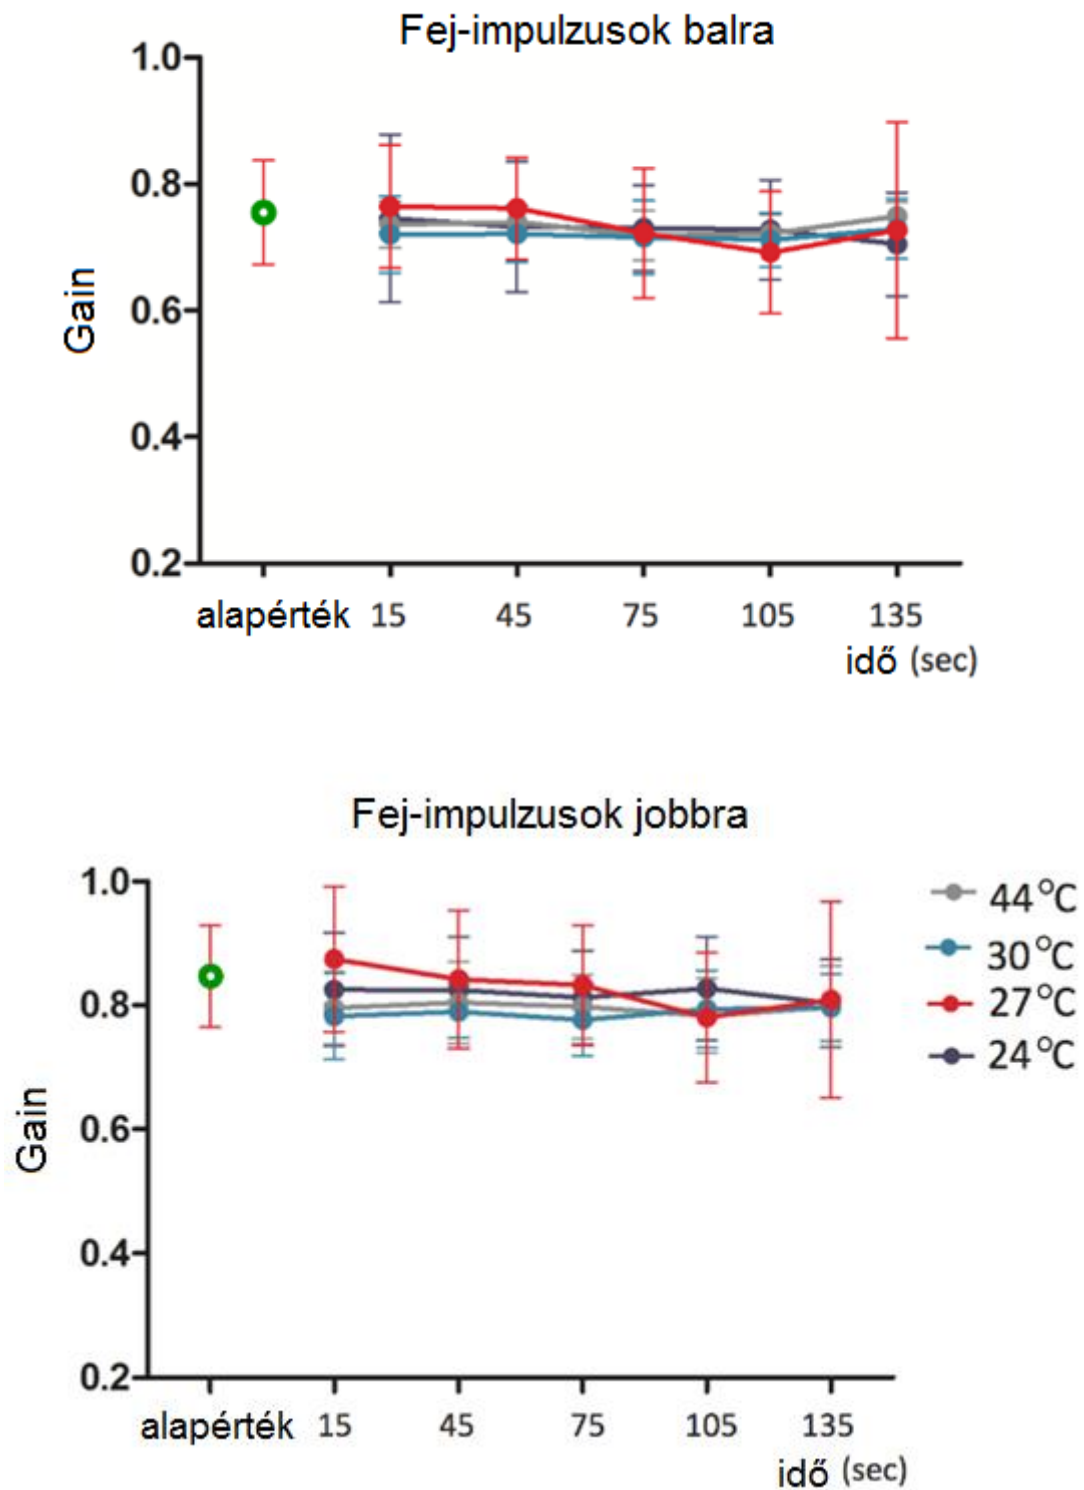 Fej-impulzusok balra
1.0
0.8
0.6
0.4
0.2
Gain
alapérték 15 45 75 105 135
idő (sec)
Fej-impulzusok jobbra
1.0
0.8
0.6
0.4
0.2
Gain
alapérték 15 45 75 105 135
idő (sec)
44°C
30°C
27°C
24°C